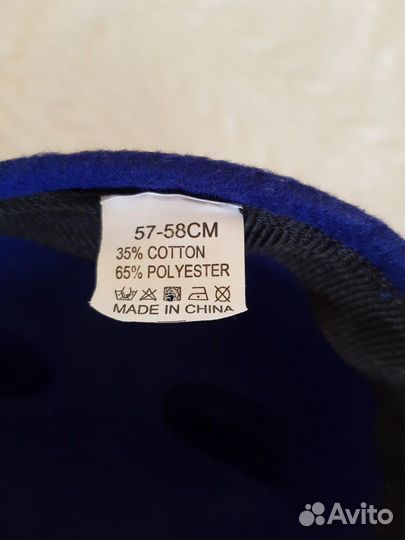 57-58CM
35% COTTON
65% POLYESTER
MADE IN CHINA
Avito